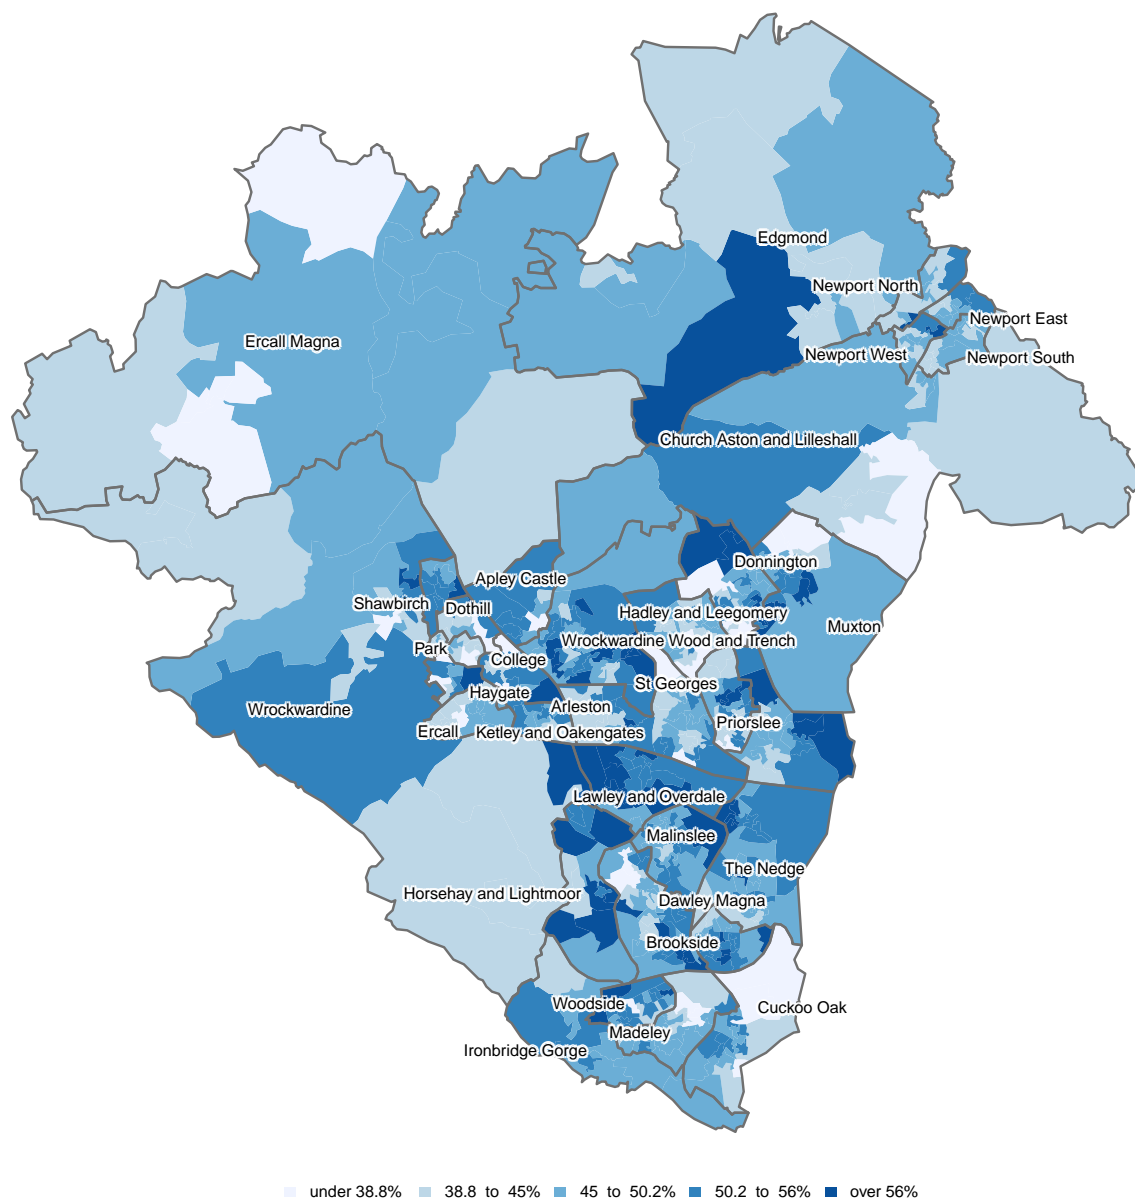 Edgmond
Newport North
Newport East
Ercall Magna
Newport West
Newport South
Church Aston and Lilleshall
Donnington
Apley Castle
Shawbirch
Dothill
Hadley and Leegomery
Muxton
Wrockwardine Wood and Trench
Park
College
St Georges
Haygate
Wrockwardine
Arleston
Priorslee
Ercall
Ketley and Oakengates
Lawley and Overdale
Malinslee
The Nedge
Horsehay and Lightmoor
Dawley Magna
Brookside
Woodside
Cuckoo Oak
Madeley
Ironbridge Gorge
under 38.8% 38.8 to 45% 45 to 50.2% 50.2 to 56% over 56%